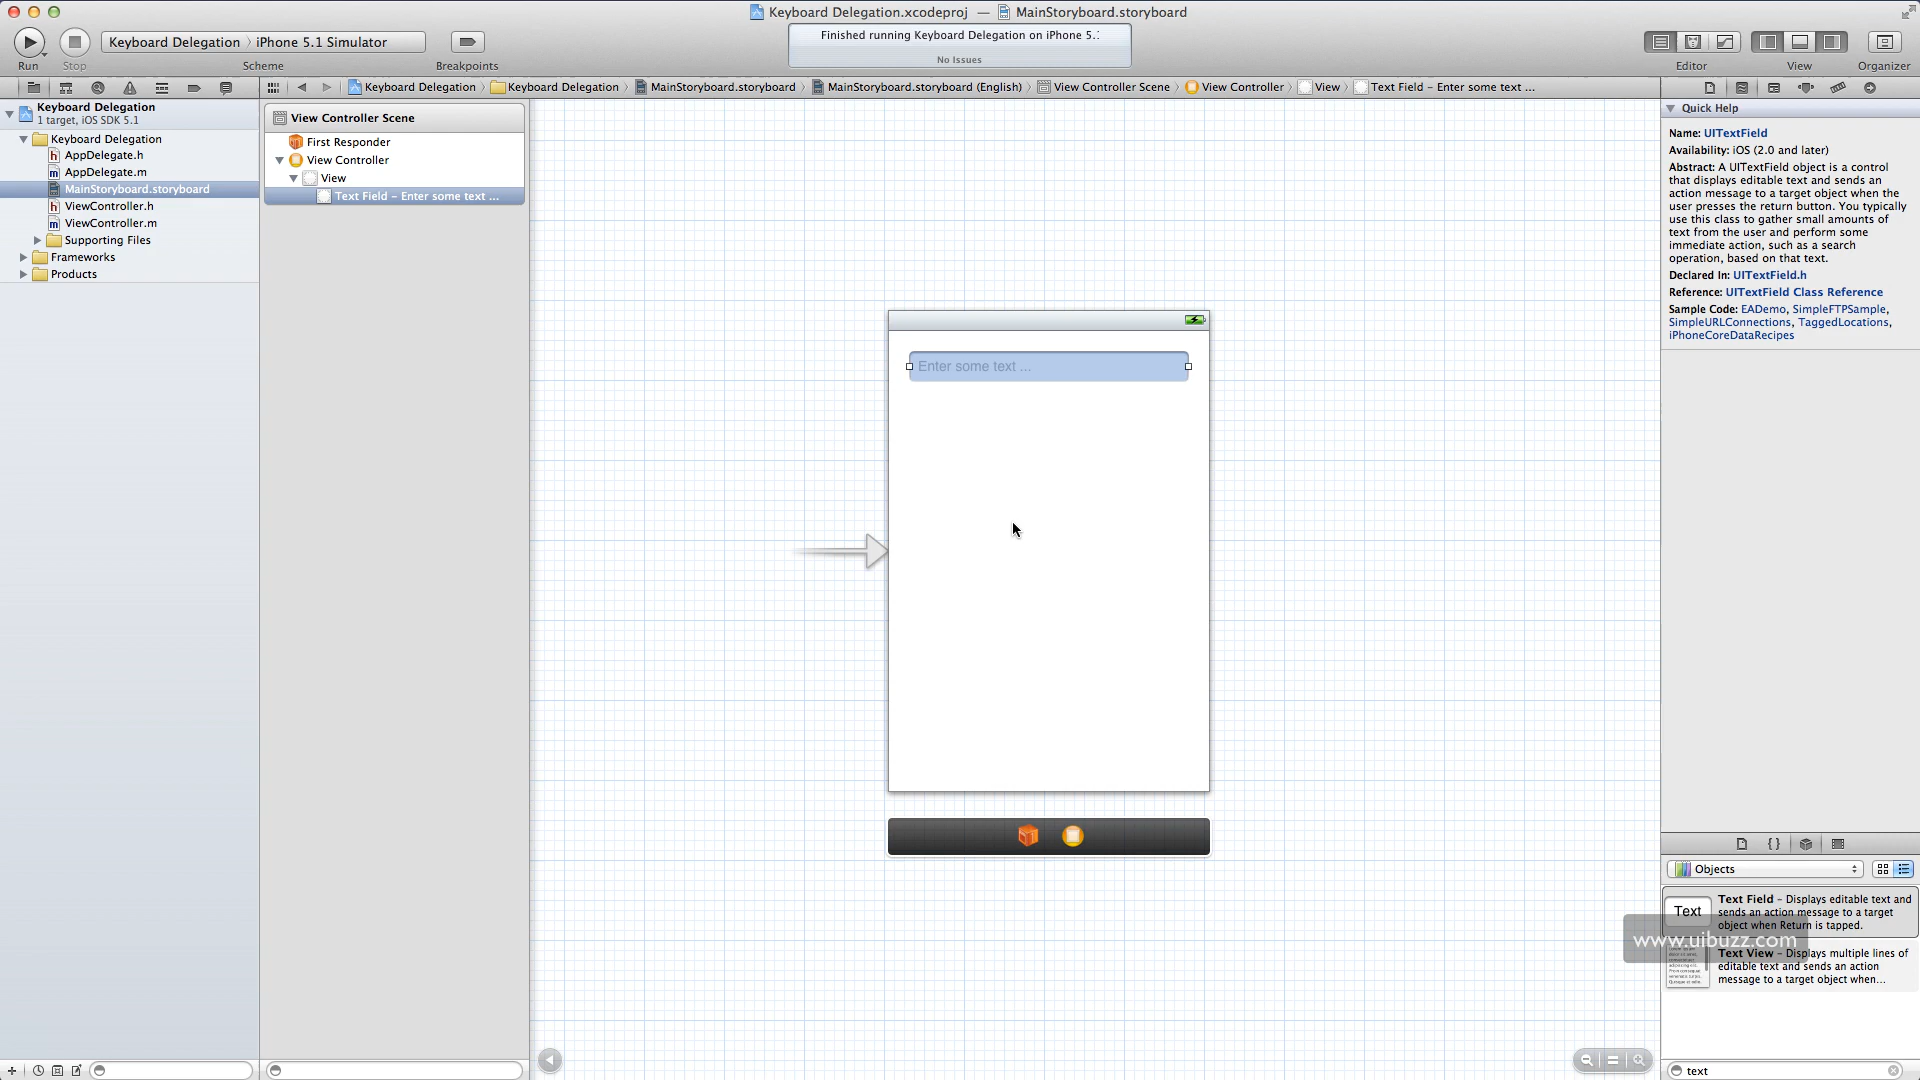 Keyboard Delegation.xcodeproj — MainStoryboard.storyboard
Keyboard Delegation › iPhone 5.1 Simulator
Finished running Keyboard Delegation on iPhone 5.:
No Issues
Run
Stop
Scheme
Breakpoints
Editor
View
Organizer
Keyboard Delegation › Keyboard Delegation › MainStoryboard.storyboard › MainStoryboard.storyboard (English) › View Controller Scene › View Controller › View › Text Field – Enter some text ...
Keyboard Delegation
1 target, iOS SDK 5.1
Keyboard Delegation
h AppDelegate.h
m AppDelegate.m
MainStoryboard.storyboard
h ViewController.h
m ViewController.m
Supporting Files
Frameworks
Products
View Controller Scene
First Responder
View Controller
View
Text Field – Enter some text ...
Enter some text ...
Quick Help
Name: UITextField
Availability: iOS (2.0 and later)
Abstract: A UITextField object is a control
that displays editable text and sends an
action message to a target object when the
user presses the return button. You typically
use this class to gather small amounts of
text from the user and perform some
immediate action, such as a search
operation, based on that text.
Declared In: UITextField.h
Reference: UITextField Class Reference
Sample Code: EADemo, SimpleFTPSample,
SimpleURLConnections, TaggedLocations,
iPhoneCoreDataRecipes
{ }
Objects
Text
Text Field – Displays editable text and
sends an action message to a target
object when Return is tapped.
www.uibuzz.com
Text View – Displays multiple lines of
editable text and sends an action
message to a target object when...
text